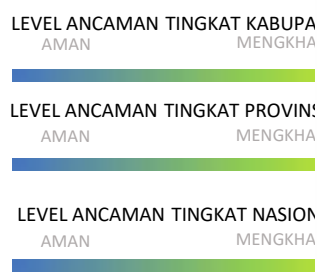 LEVEL ANCAMAN TINGKAT KABUPA
AMAN MENGKHA
LEVEL ANCAMAN TINGKAT PROVINS
AMAN MENGKHA
LEVEL ANCAMAN TINGKAT NASION
AMAN MENGKHA